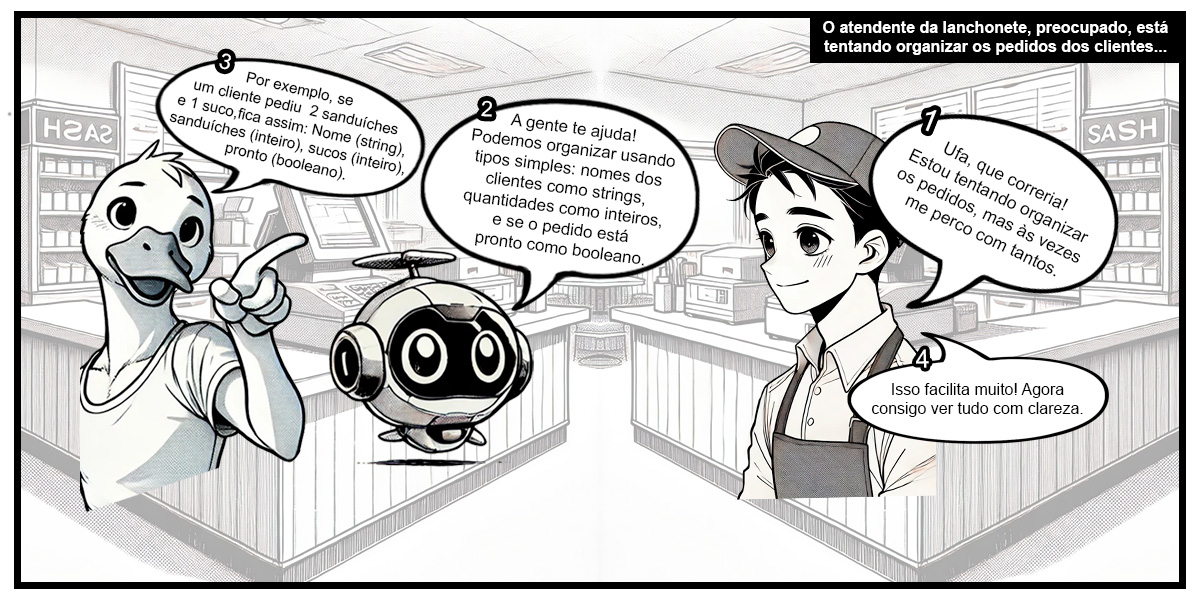 O atendente da lanchonete, preocupado, está
tentando organizar os pedidos dos clientes...
1
Ufa, que correria!
Estou tentando organizar
os pedidos, mas às vezes
me perco com tantos.
2
A gente te ajuda!
Podemos organizar usando
tipos simples: nomes dos
clientes como strings,
quantidades como inteiros,
e se o pedido está
pronto como booleano.
3
Por exemplo, se
um cliente pediu 2 sanduíches
e 1 suco,fica assim: Nome (string),
sanduíches (inteiro), sucos (inteiro),
pronto (booleano).
4
Isso facilita muito! Agora
consigo ver tudo com clareza.
SASH
SASH